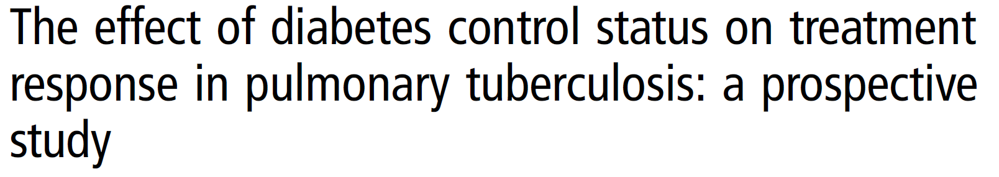 The effect of diabetes control status on treatment
response in pulmonary tuberculosis: a prospective
study